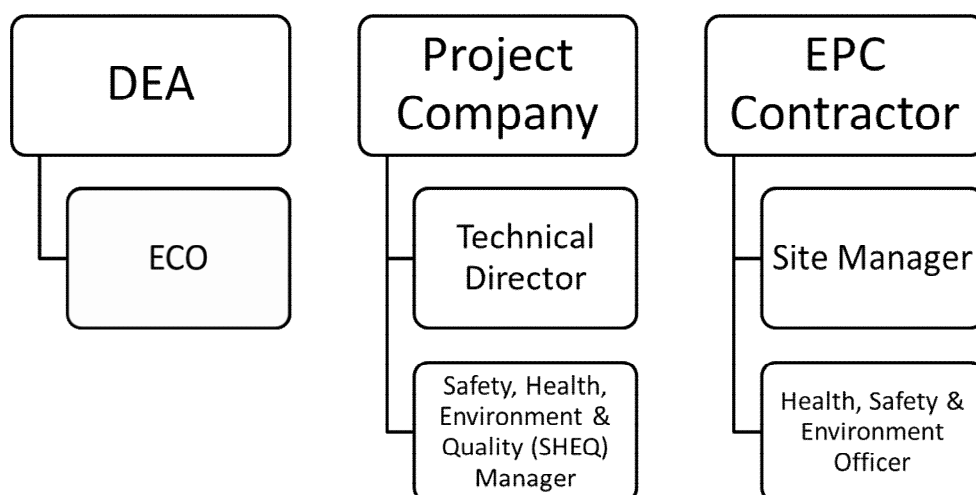 DEA
ECO
Project
Company
Technical
Director
Safety, Health,
Environment &
Quality (SHEQ)
Manager
EPC
Contractor
Site Manager
Health, Safety &
Environment
Officer